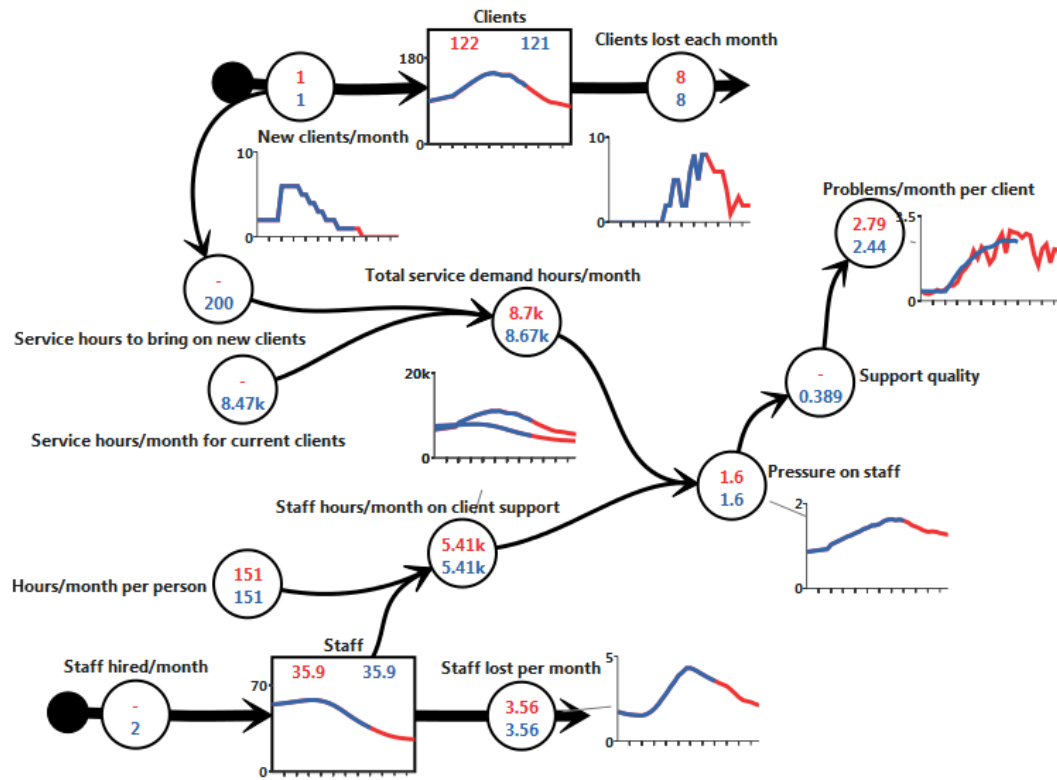 Clients
122 121
180
0
Clients lost each month
8
8
1
1
New clients/month
10
0
10
0
Problems/month per client
2.79
2.44
3.5
0
-
200
Service hours to bring on new clients
Total service demand hours/month
8.7k
8.67k
-
8.47k
Service hours/month for current clients
20k
0
-
0.389
Support quality
Pressure on staff
1.6
1.6
2
0
Staff hours/month on client support
5.41k
5.41k
Hours/month per person
151
151
Staff
35.9 35.9
70
0
Staff hired/month
-
2
Staff lost per month
3.56
3.56
5
0